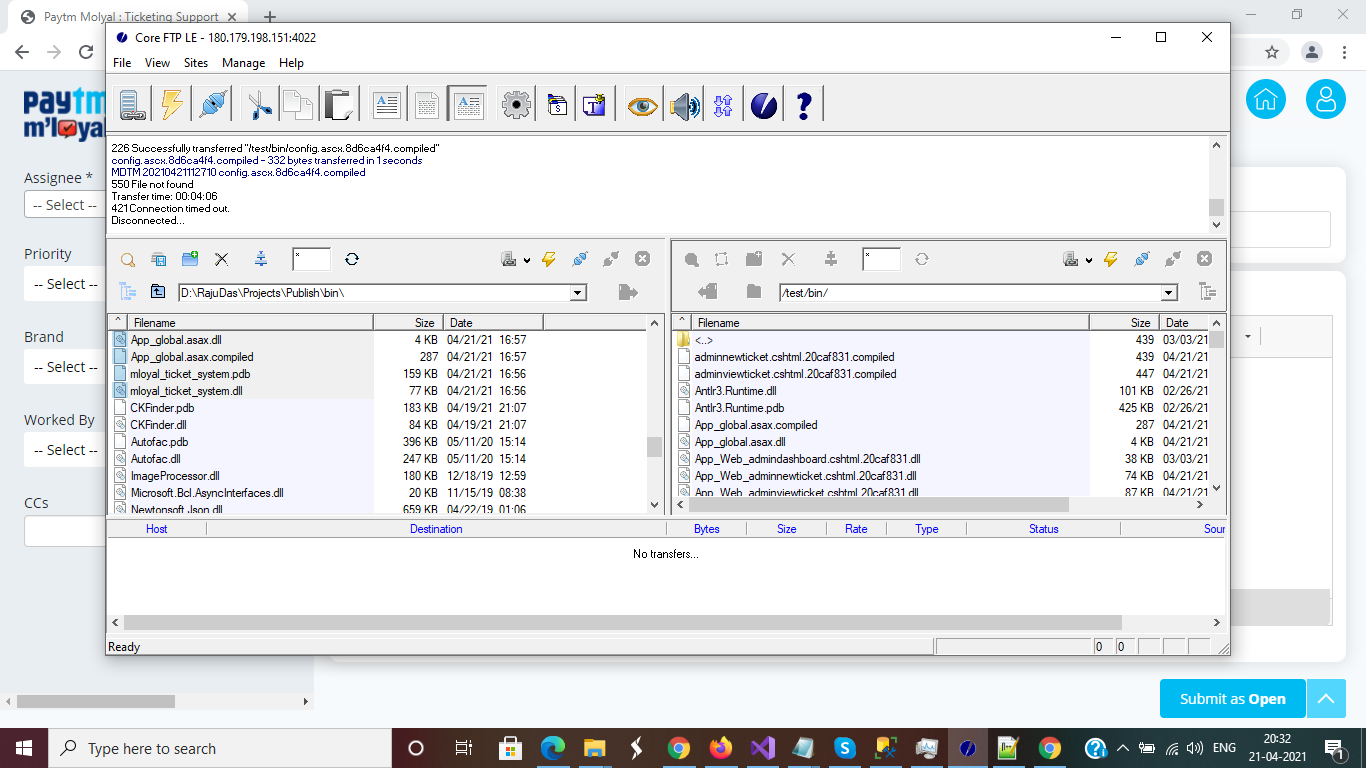 Paytm Molyal : Ticketing Support
Core FTP LE - 180.179.198.151:4022
File View Sites Manage Help
paytm
m'loyal
226 Successfully transferred "/test/bin/config.ascx.8d6ca4f4.compiled"
config.ascx.8d6ca4f4.compiled - 332 bytes transferred in 1 seconds
MDTM 20210421112710 config.ascx.8d6ca4f4.compiled
550 File not found
Transfer time: 00:04:06
421 Connection timed out.
Disconnected...
Assignee *
-- Select --
Priority
-- Select --
Brand
-- Select --
Worked By
-- Select --
CCs
D:\RajuDas\Projects\Publish\bin\
Filename Size Date
App_global.asax.dll 4 KB 04/21/21 16:57
App_global.asax.compiled 287 04/21/21 16:57
mloyal_ticket_system.pdb 159 KB 04/21/21 16:56
mloyal_ticket_system.dll 77 KB 04/21/21 16:56
CKFinder.pdb 183 KB 04/19/21 21:07
CKFinder.dll 84 KB 04/19/21 21:07
Autofac.pdb 396 KB 05/11/20 15:14
Autofac.dll 247 KB 05/11/20 15:14
ImageProcessor.dll 180 KB 12/18/19 12:59
Microsoft.Bcl.AsyncInterfaces.dll 20 KB 11/15/19 08:38
Newtonsoft.Json.dll 659 KB 04/22/19 01:06
/test/bin/
Filename Size Date
<..> 439 03/03/21
adminnewticket.cshtml.20caf831.compiled 439 04/21/21
adminviewticket.cshtml.20caf831.compiled 447 04/21/21
Antlr3.Runtime.dll 101 KB 02/26/21
Antlr3.Runtime.pdb 425 KB 02/26/21
App_global.asax.compiled 287 04/21/21
App_global.asax.dll 4 KB 04/21/21
App_Web_admindashboard.cshtml.20caf831.dll 38 KB 03/03/21
App_Web_adminnewticket.cshtml.20caf831.dll 74 KB 04/21/21
App_Web_adminviewticket.cshtml.20caf831.dll 87 KB 04/21/21
Host Destination Bytes Size Rate Type Status Sour
No transfers...
Ready 0 0
Submit as Open
Type here to search
ENG
20:32
21-04-2021
1